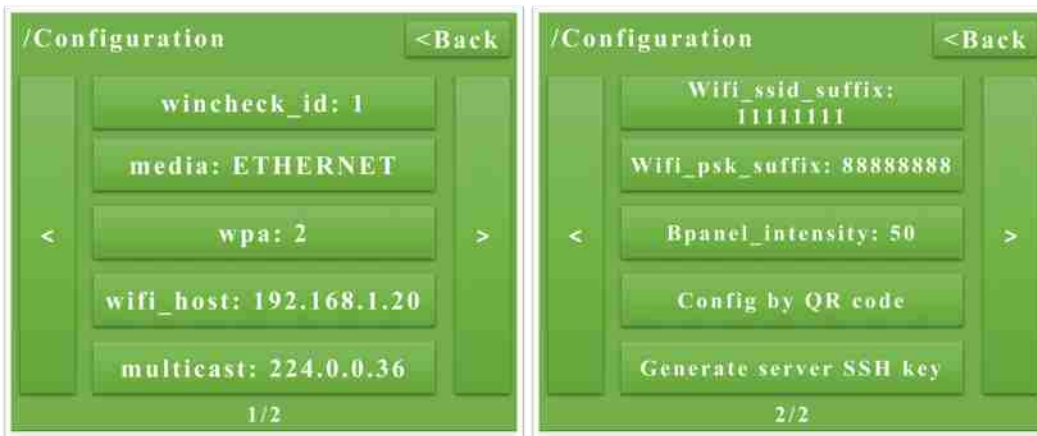 /Configuration
<Back
wincheck_id: 1
media: ETHERNET
<
wpa: 2
>
wifi_host: 192.168.1.20
multicast: 224.0.0.36
1/2
/Configuration
<Back
Wifi_ssid_suffix:
11111111
Wifi_psk_suffix: 88888888
<
Bpanel_intensity: 50
>
Config by QR code
Generate server SSH key
2/2